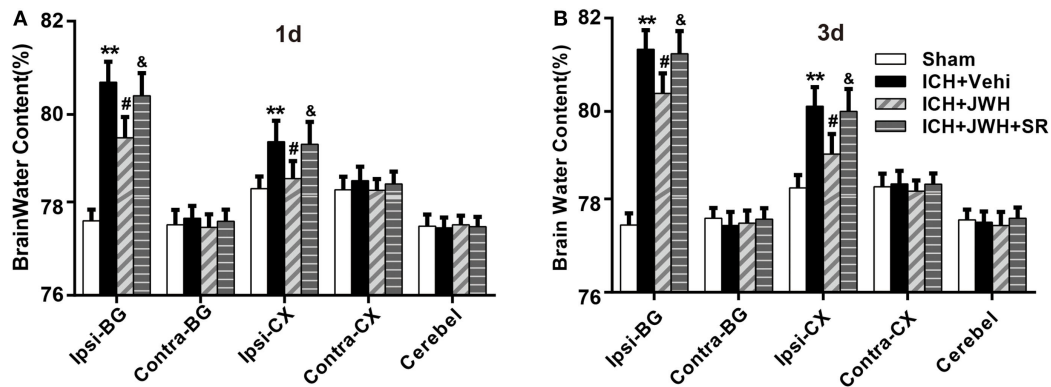 A
1d
BrainWater Content(%)
82
80
78
76
**
#
&
**
#
&
Ipsi-BG
Contra-BG
Ipsi-CX
Contra-CX
Cerebel
B
3d
Brain Water Content(%)
82
80
78
76
**
#
&
**
#
&
Sham
ICH+Vehi
ICH+JWH
ICH+JWH+SR
Ipsi-BG
Contra-BG
Ipsi-CX
Contra-CX
Cerebel